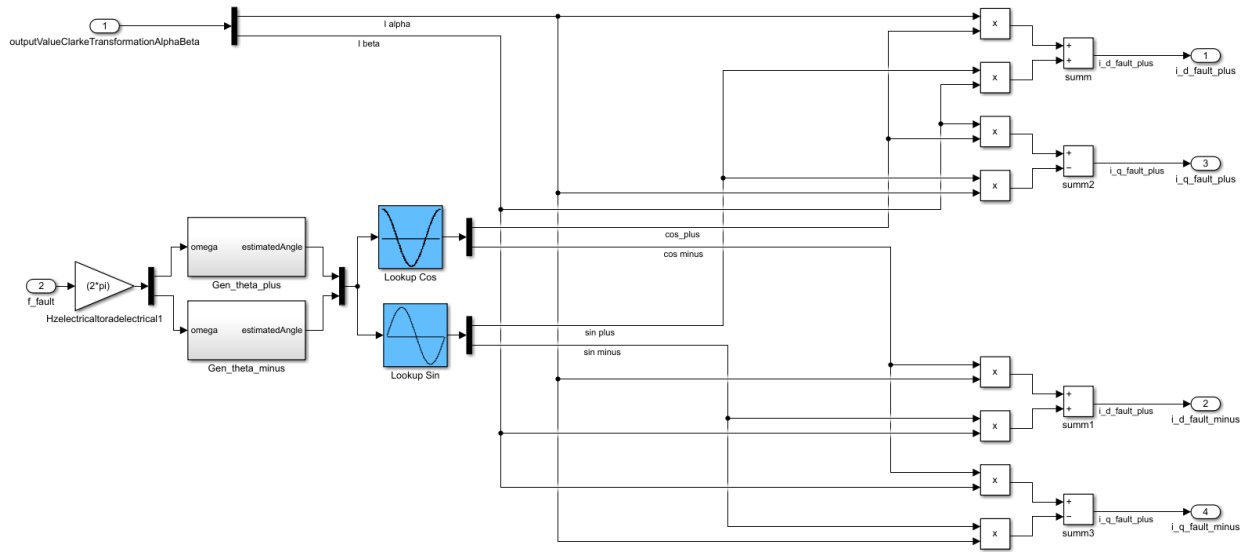 1
outputValueClarkeTransformationAlphaBeta
I alpha
I beta
x
+
+
summ
i_d_fault_plus
1
i_d_fault_plus
x
x
+
−
summ2
i_q_fault_plus
3
i_q_fault_plus
x
2
f_fault
(2*pi)
Hzelectricaltoradelectrical1
omega
estimatedAngle
Gen_theta_plus
omega
estimatedAngle
Gen_theta_minus
Lookup Cos
cos_plus
cos minus
Lookup Sin
sin plus
sin minus
x
+
+
summ1
i_d_fault_plus
2
i_d_fault_minus
x
x
+
−
summ3
i_q_fault_plus
4
i_q_fault_minus
x